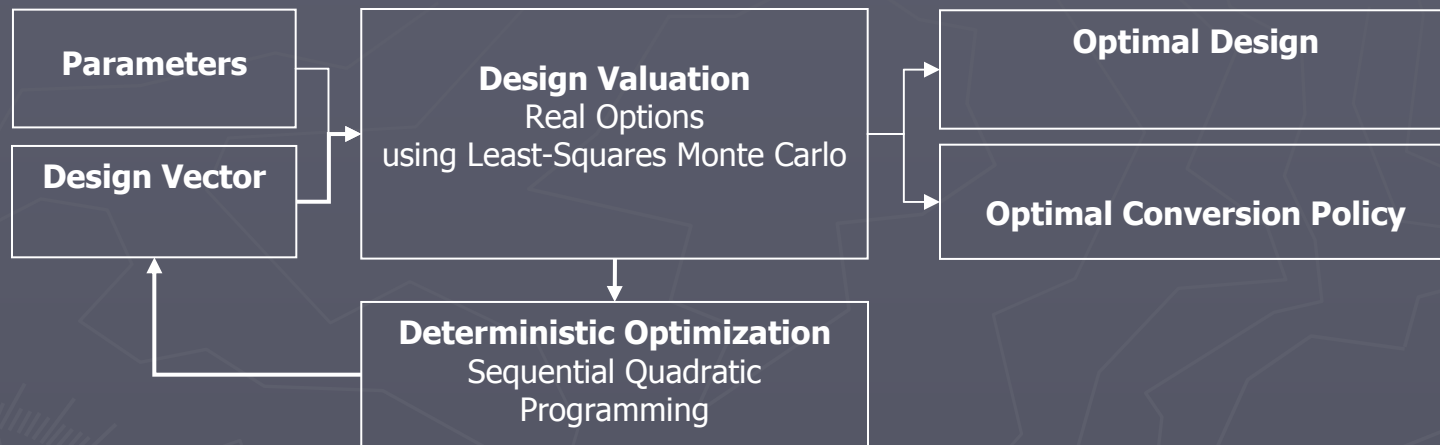 Parameters
Design Vector
Design Valuation
Real Options
using Least-Squares Monte Carlo
Deterministic Optimization
Sequential Quadratic
Programming
Optimal Design
Optimal Conversion Policy